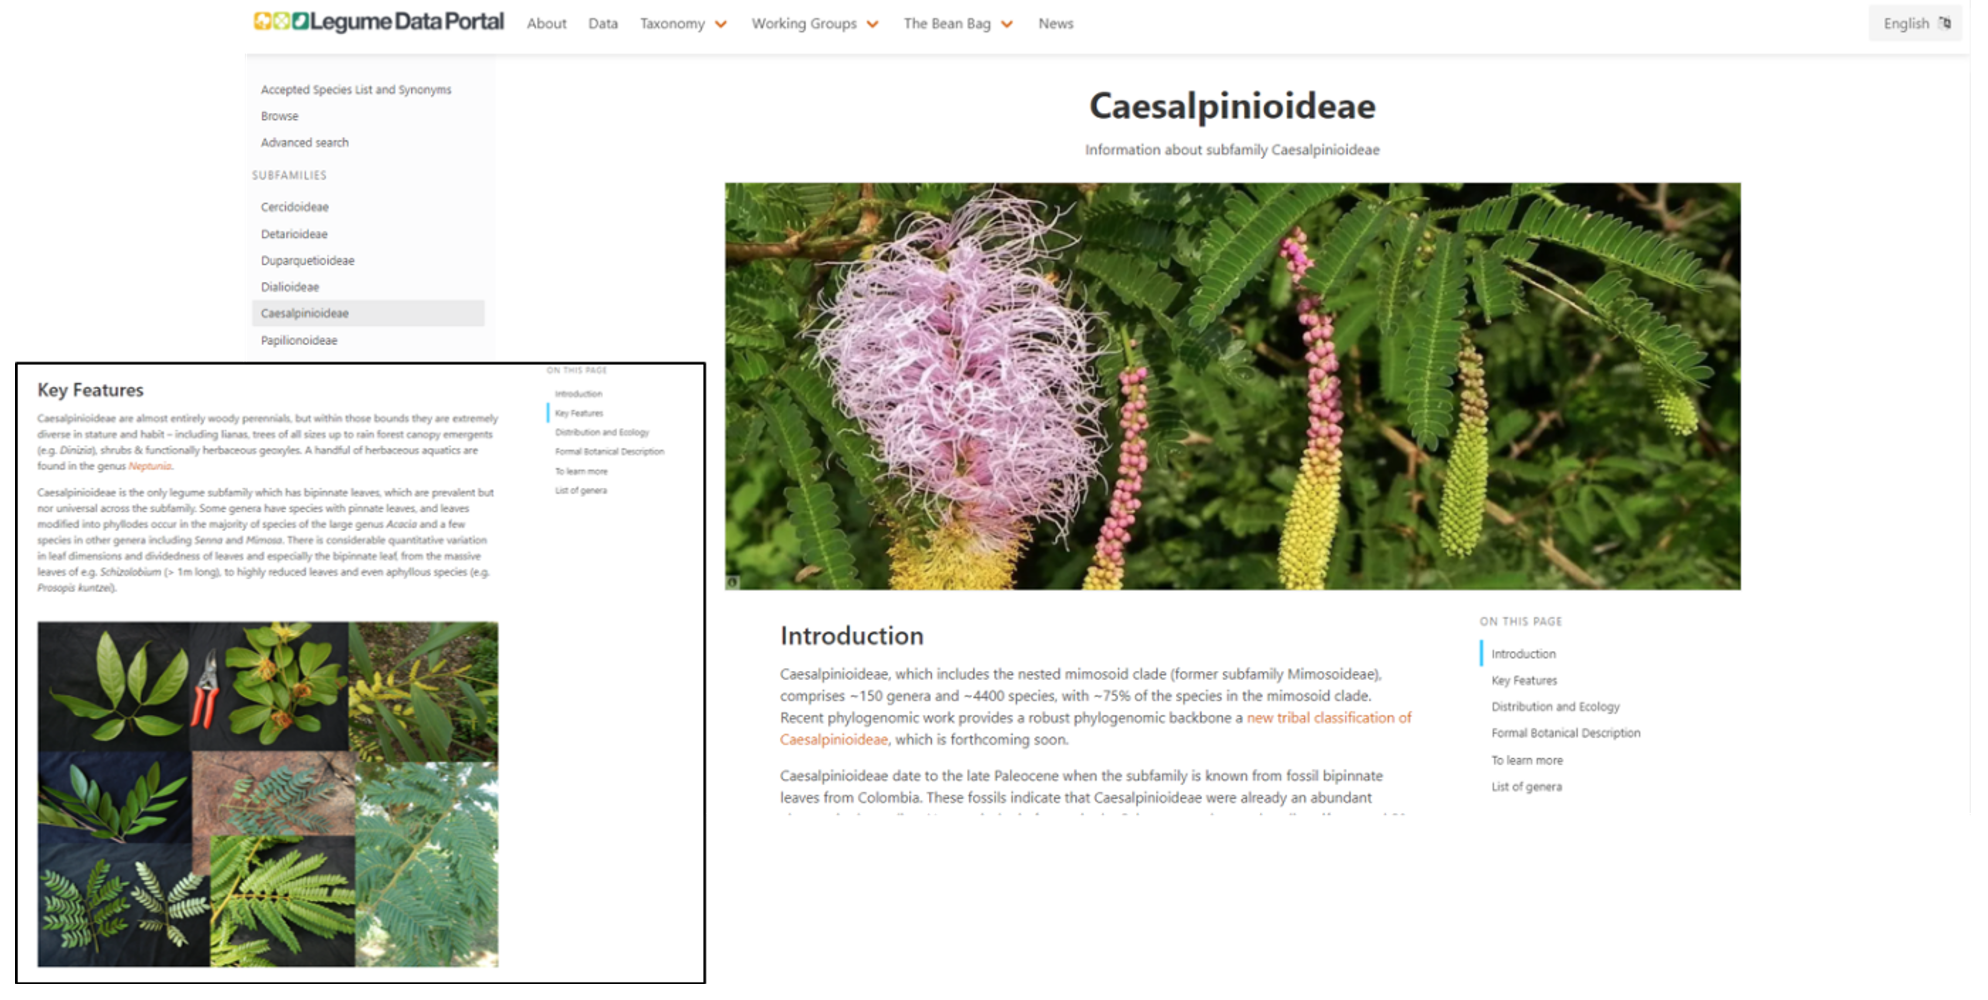 Legume Data Portal About Data Taxonomy Working Groups The Bean Bag News English
Accepted Species List and Synonyms
Browse
Advanced search
SUBFAMILIES
Cercidoideae
Detarioideae
Duparquetioideae
Dialioideae
Caesalpinioideae
Papilionoideae
Caesalpinioideae
Information about subfamily Caesalpinioideae
Introduction
Caesalpinioideae, which includes the nested mimosoid clade (former subfamily Mimosoideae),
comprises ~150 genera and ~4400 species, with ~75% of the species in the mimosoid clade.
Recent phylogenomic work provides a robust phylogenomic backbone a new tribal classification of
Caesalpinioideae, which is forthcoming soon.
Caesalpinioideae date to the late Paleocene when the subfamily is known from fossil bipinnate
leaves from Colombia. These fossils indicate that Caesalpinioideae were already an abundant
ON THIS PAGE
Introduction
Key Features
Distribution and Ecology
Formal Botanical Description
To learn more
List of genera
Key Features
Caesalpinioideae are almost entirely woody perennials, but within those bounds they are extremely
diverse in stature and habit – including lianas, trees of all sizes up to rain forest canopy emergents
(e.g. Dinizia), shrubs & functionally herbaceous geoxyles. A handful of herbaceous aquatics are
found in the genus Neptunia.
Caesalpinioideae is the only legume subfamily which has bipinnate leaves, which are prevalent but
nor universal across the subfamily. Some genera have species with pinnate leaves, and leaves
modified into phyllodes occur in the majority of species of the large genus Acacia and a few
species in other genera including Senna and Mimosa. There is considerable quantitative variation
in leaf dimensions and dividedness of leaves and especially the bipinnate leaf, from the massive
leaves of e.g. Schizolobium (> 1m long), to highly reduced leaves and even aphyllous species (e.g.
Prosopis kuntzei).
ON THIS PAGE
Introduction
Key Features
Distribution and Ecology
Formal Botanical Description
To learn more
List of genera